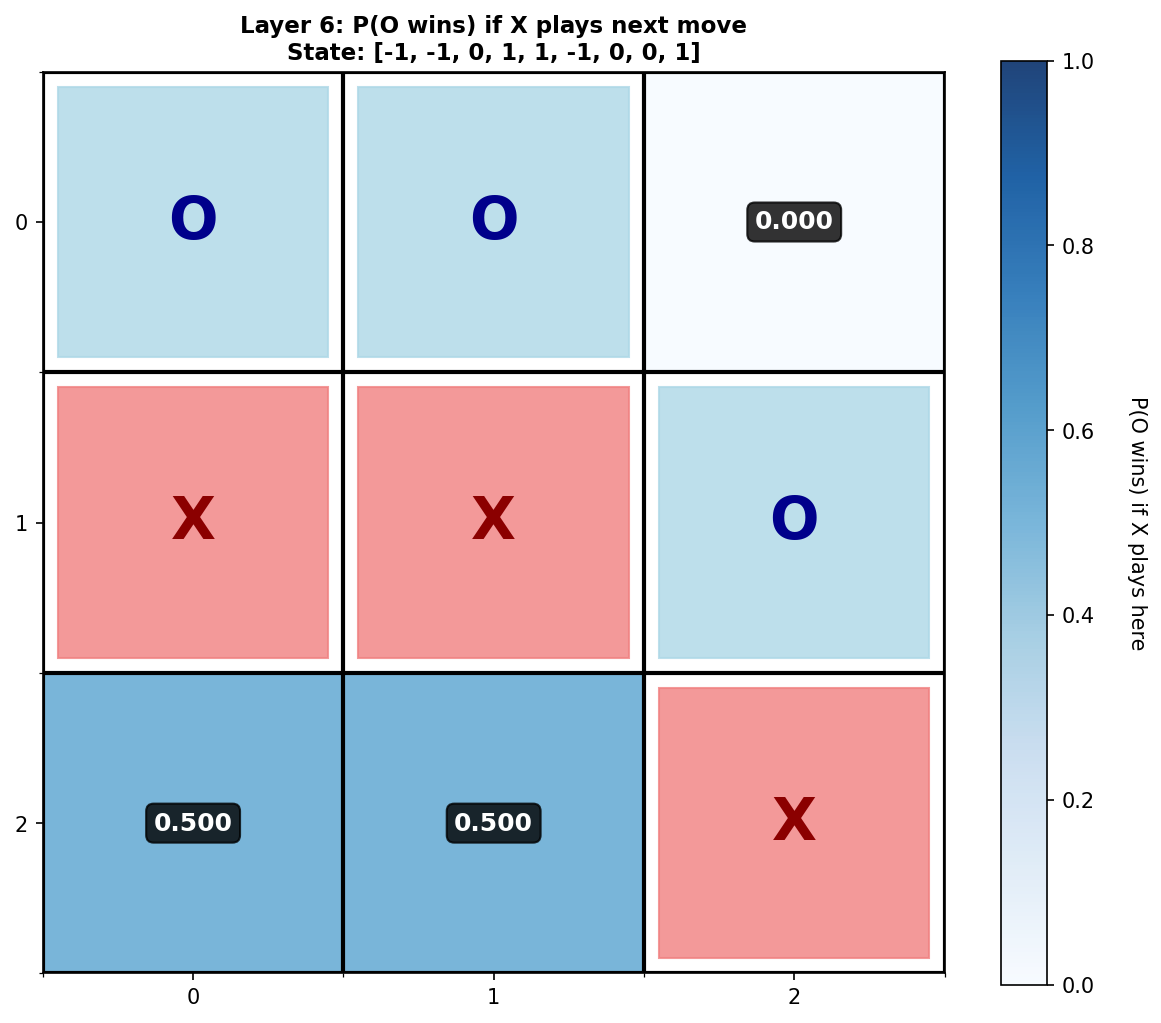 Layer 6: P(O wins) if X plays next move
State: [-1, -1, 0, 1, 1, -1, 0, 0, 1]
0
O
O
0.000
1
X
X
O
2
0.500
0.500
X
0
1
2
1.0
0.8
0.6
0.4
0.2
0.0
P(O wins) if X plays here